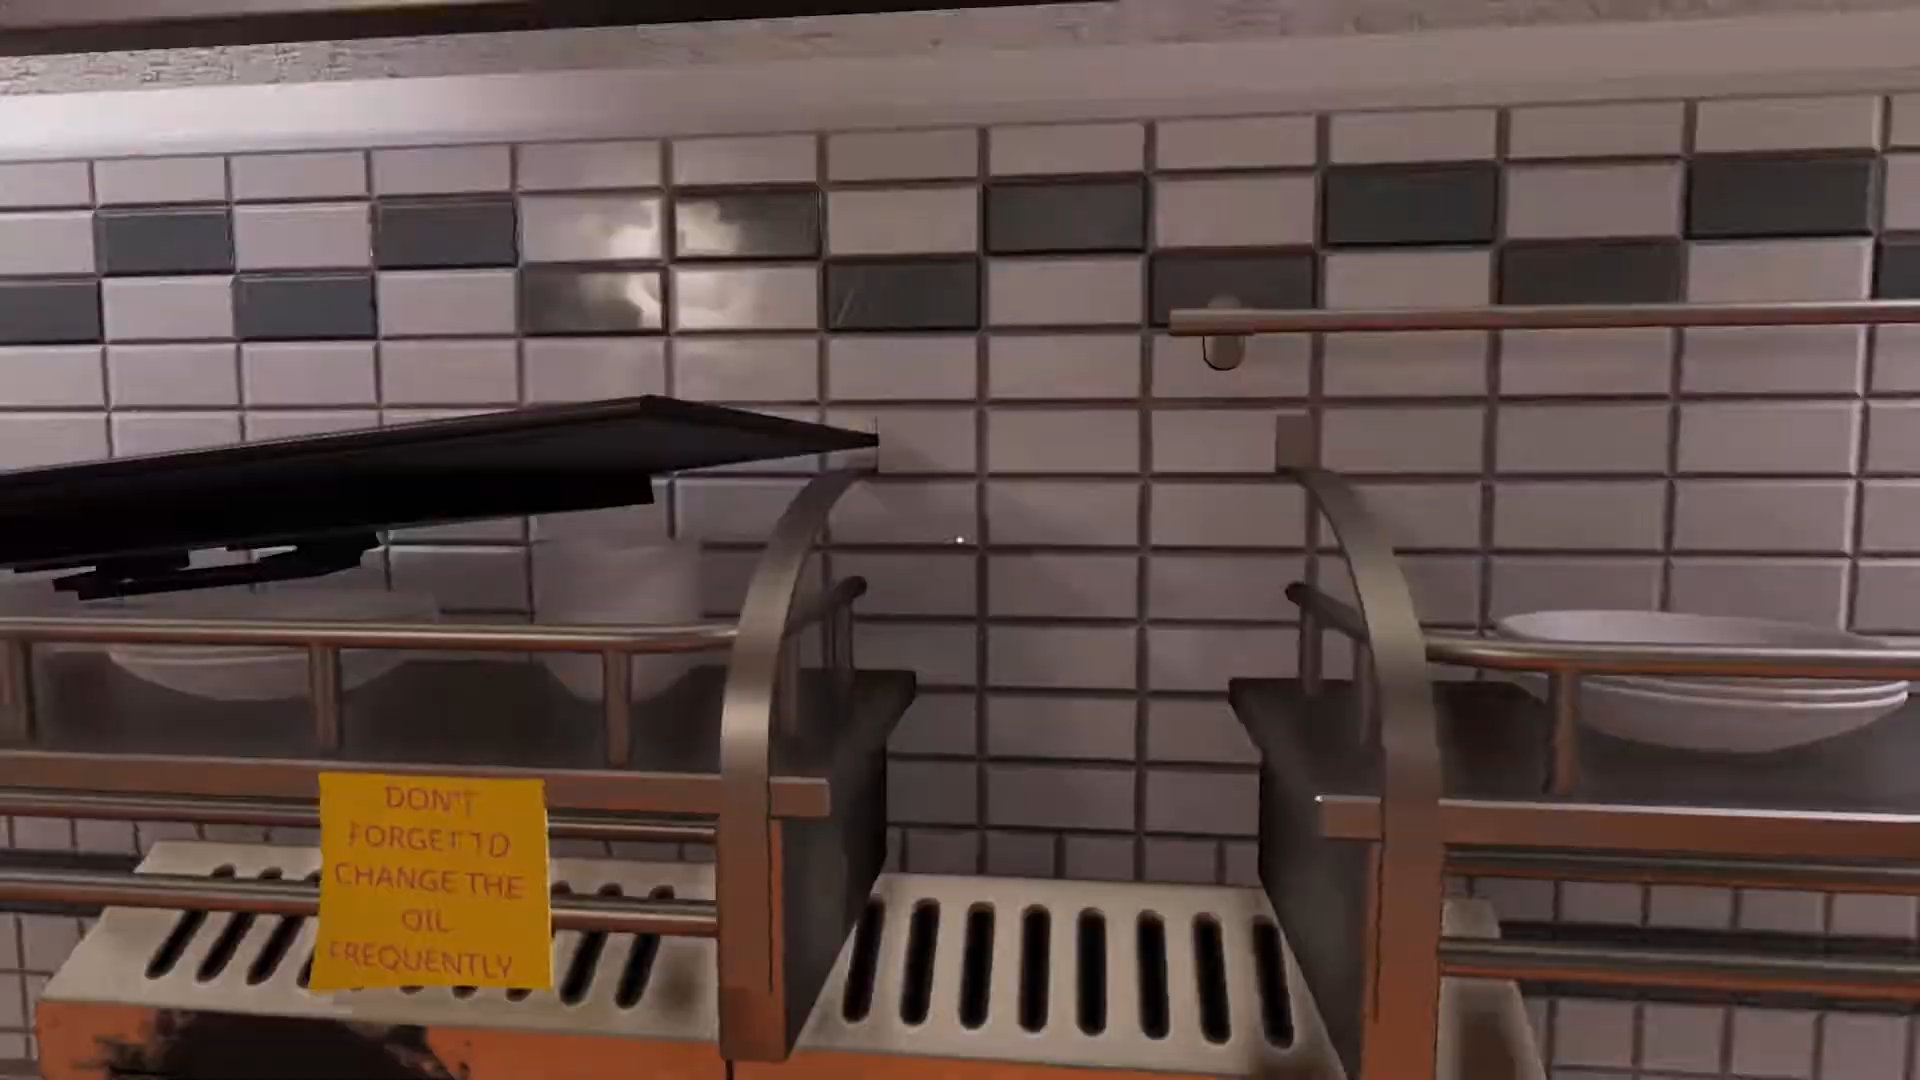 DON'T
FORGET TO
CHANGE THE
OIL
FREQUENTLY